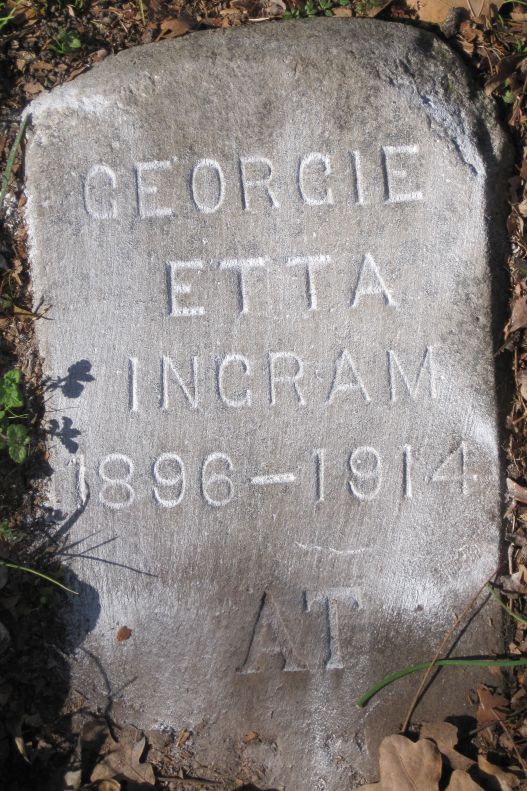 GEORGIE
ETTA
INGRAM
1896–1914
AT